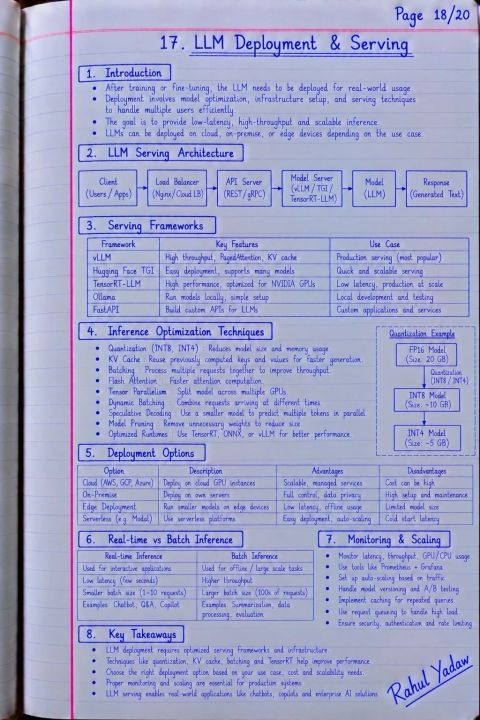 Page 18/20
17. LLM Deployment & Serving
1. Introduction
• After training or fine-tuning, the LLM needs to be deployed for real-world usage.
• Deployment involves model optimization, infrastructure setup, and serving techniques
to handle multiple users efficiently.
• The goal is to provide low-latency, high-throughput and scalable inference.
• LLMs can be deployed on cloud, on-premise, or edge devices depending on the use case.
2. LLM Serving Architecture
Client (Users / Apps)
Load Balancer (Nginx/Cloud LB)
API Server (REST/gRPC)
Model Server (vLLM / TGI / TensorRT-LLM)
Model (LLM)
Response (Generated Text)
3. Serving Frameworks
Framework Key Features Use Case
vLLM High throughput, PagedAttention, KV cache Production serving (most popular)
Hugging Face TGI Easy deployment, supports many models Quick and scalable serving
TensorRT-LLM High performance, optimized for NVIDIA GPUs Low latency, production at scale
Ollama Run models locally, simple setup Local development and testing
FastAPI Build custom APIs for LLMs Custom applications and services
4. Inference Optimization Techniques
• Quantization (INT8, INT4) : Reduces model size and memory usage
• KV Cache : Reuse previously computed keys and values for faster generation.
• Batching : Process multiple requests together to improve throughput.
• Flash Attention : Faster attention computation.
• Tensor Parallelism : Split model across multiple GPUs
• Dynamic Batching : Combine requests arriving at different times
• Speculative Decoding : Use a smaller model to predict multiple tokens in parallel.
• Model Pruning : Remove unnecessary weights to reduce size
• Optimized Runtimes : Use TensorRT, ONNX, or vLLM for better performance
Quantization Example
FP16 Model
(Size: 20 GB)
Quantization
(INT8 / INT4)
INT8 Model
(Size: ~10 GB)
INT4 Model
(Size: ~5 GB)
5. Deployment Options
Option Description Advantages Disadvantages
Cloud (AWS, GCP, Azure) Deploy on cloud GPU instances Scalable, managed services Cost can be high
On-Premise Deploy on own servers Full control, data privacy High setup and maintenance
Edge Deployment Run smaller models on edge devices Low latency, offline usage Limited model size
Serverless (e.g. Modal) Use serverless platforms Easy deployment, auto-scaling Cold start latency
6. Real-time vs Batch Inference
Real-time Inference Batch Inference
Used for interactive applications Used for offline / large scale tasks
Low latency (few seconds) Higher throughput
Smaller batch size (1-10 requests) Larger batch size (100s of requests)
Examples: Chatbot, Q&A, Copilot Examples: Summarization, data
processing, evaluation
7. Monitoring & Scaling
• Monitor latency, throughput, GPU/CPU usage.
• Use tools like Prometheus + Grafana.
• Set up auto-scaling based on traffic
• Handle model versioning and A/B testing
• Implement caching for repeated queries
• Use request queuing to handle high load
• Ensure security, authentication and rate limiting
8. Key Takeaways
• LLM deployment requires optimized serving frameworks and infrastructure.
• Techniques like quantization, KV cache, batching and TensorRT help improve performance.
• Choose the right deployment option based on your use case, cost and scalability needs.
• Proper monitoring and scaling are essential for production systems.
• LLM serving enables real-world applications like chatbots, copilots and enterprise AI solutions.
Rahul Yadaw